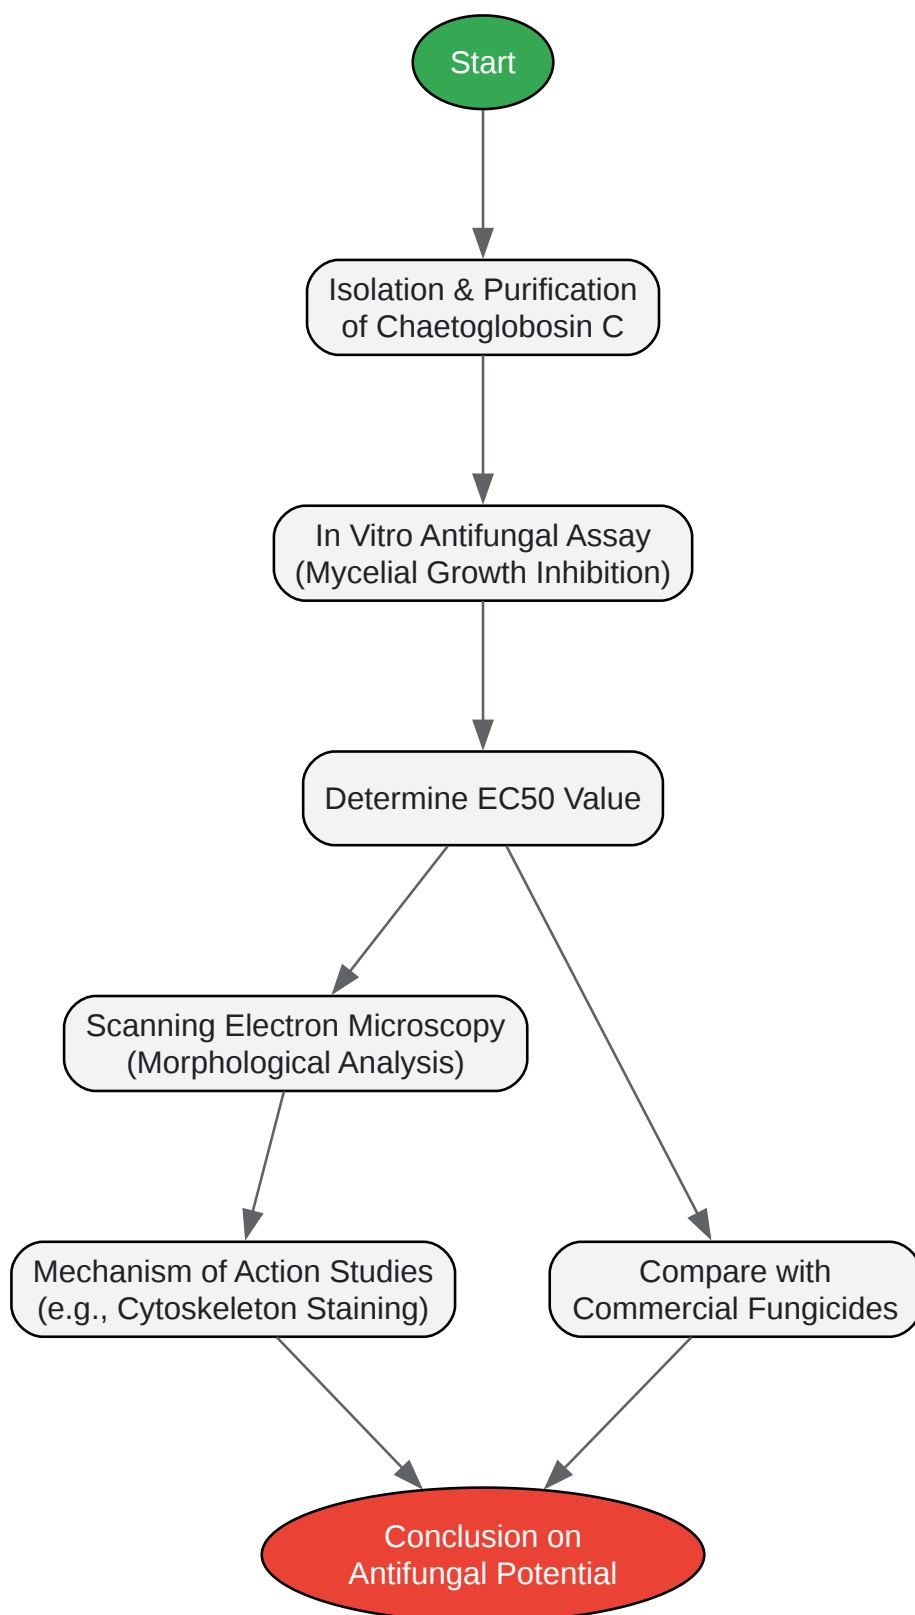 Start
Isolation & Purification
of Chaetoglobosin C
In Vitro Antifungal Assay
(Mycelial Growth Inhibition)
Determine EC50 Value
Scanning Electron Microscopy
(Morphological Analysis)
Mechanism of Action Studies
(e.g., Cytoskeleton Staining)
Compare with
Commercial Fungicides
Conclusion on
Antifungal Potential